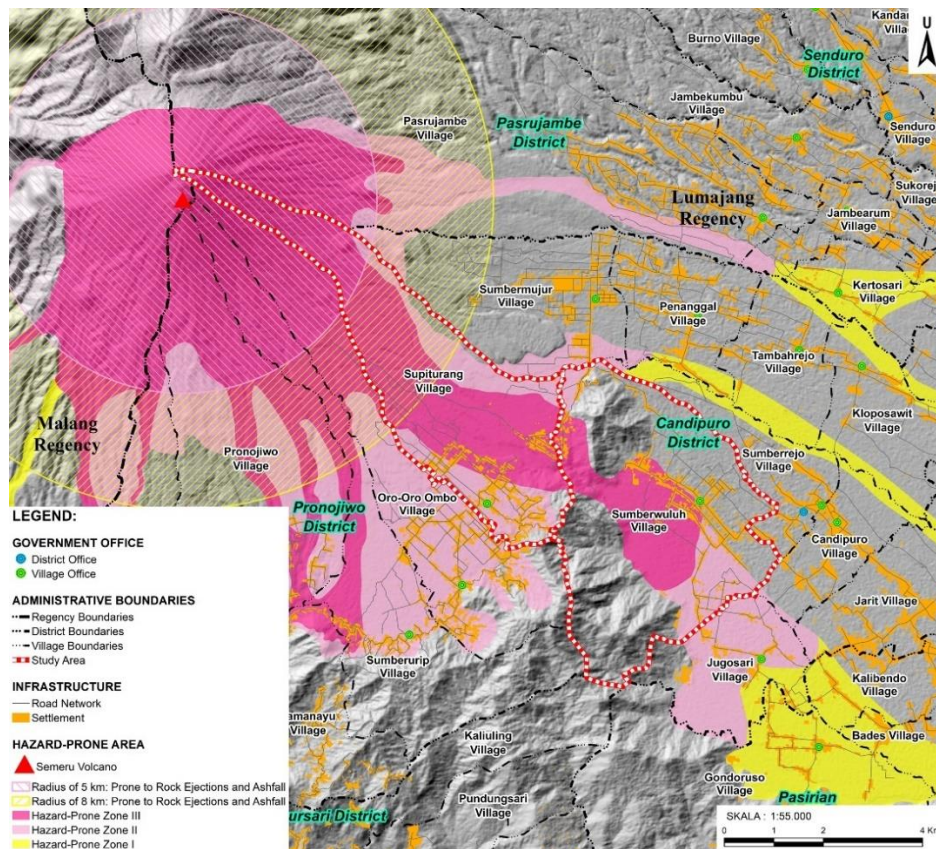 Kandan
Village
Burno Village
Senduro
District
U
Jambekumbu
Village
Pasrujambe
Village
Pasrujambe
District
Senduro
Village
Lumajang
Regency
Sukorejo
Village
Jambearum
Village
Sumbermujur
Village
Penanggal
Village
Kertosari
Village
Tambahrejo
Village
Supiturang
Village
Kloposawit
Village
Malang
Regency
Candipuro
District
Sumberrejo
Village
Pronojiwo
Village
Oro-Oro Ombo
Village
Pronojiwo
District
Sumberwuluh
Village
Candipuro
Village
Jarit Village
Sumberurip
Village
Jugosari
Village
Kalibendo
Village
amanayu
Village
Kaliuling
Village
Bades Village
Gondoruso
Village
Pundungsari
Village
Pasirian
ursari District
LEGEND:
GOVERNMENT OFFICE
District Office
Village Office
ADMINISTRATIVE BOUNDARIES
Regency Boundaries
District Boundaries
Village Boundaries
Study Area
INFRASTRUCTURE
Road Network
Settlement
HAZARD-PRONE AREA
Semeru Volcano
Radius of 5 km: Prone to Rock Ejections and Ashfall
Radius of 8 km: Prone to Rock Ejections and Ashfall
Hazard-Prone Zone III
Hazard-Prone Zone II
Hazard-Prone Zone I
SKALA : 1:55.000
0 1 2 4 Km